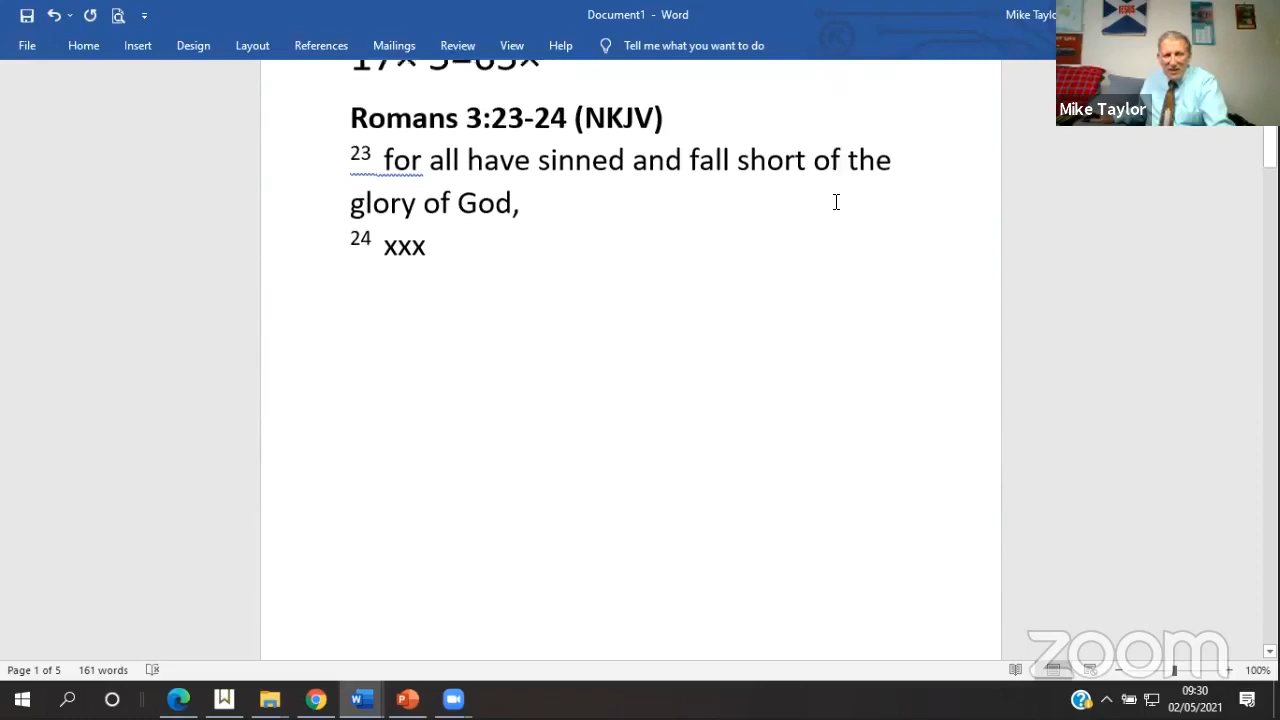 Document1 - Word
Mike Taylo
File Home Insert Design Layout References Mailings Review View Help Tell me what you want to do
Mike Taylor
Romans 3:23-24 (NKJV)
23 for all have sinned and fall short of the
glory of God,
24 xxx
zoom
Page 1 of 5 161 words
100%
09:30
02/05/2021